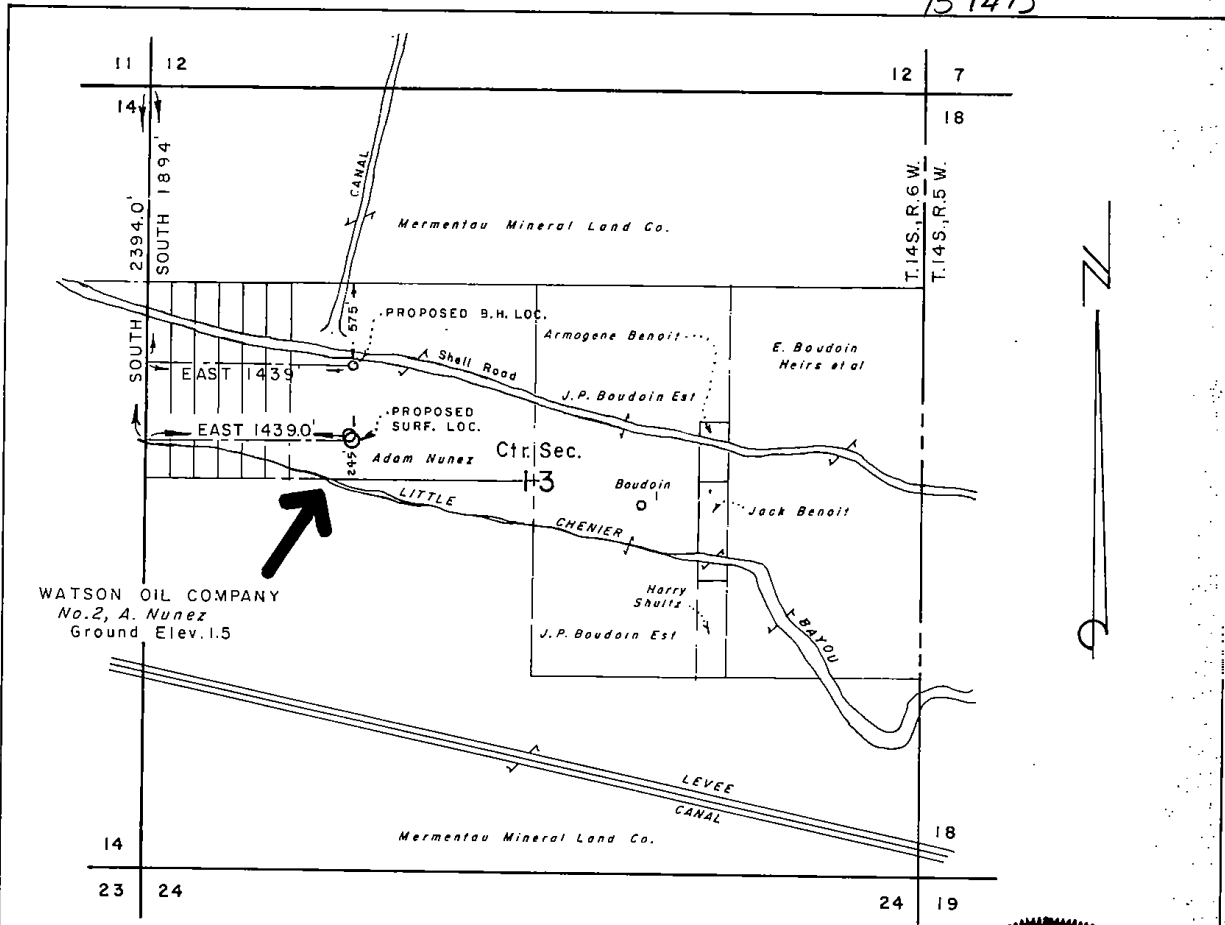 151415
11 12
12 7
14
18
SOUTH 2394.0'
SOUTH 1894'
CANAL
Mermentau Mineral Land Co.
T.14S., R.6 W.
T.14S., R.5 W.
N
575'
PROPOSED B.H. LOC.
Armogene Benoit
E. Boudoin
Heirs et al
Shell Road
EAST 1439'
J.P. Boudoin Est
PROPOSED
SURF. LOC.
EAST 1439.0'
245'
Adam Nunez
Ctr. Sec.
13
Boudoin
1
LITTLE
CHENIER
BAYOU
Jack Benoit
WATSON OIL COMPANY
No.2, A. Nunez
Ground Elev. 1.5
Harry
Shultz
J.P. Boudoin Est
LEVEE
CANAL
Mermentau Mineral Land Co.
14
18
23 24
24 19